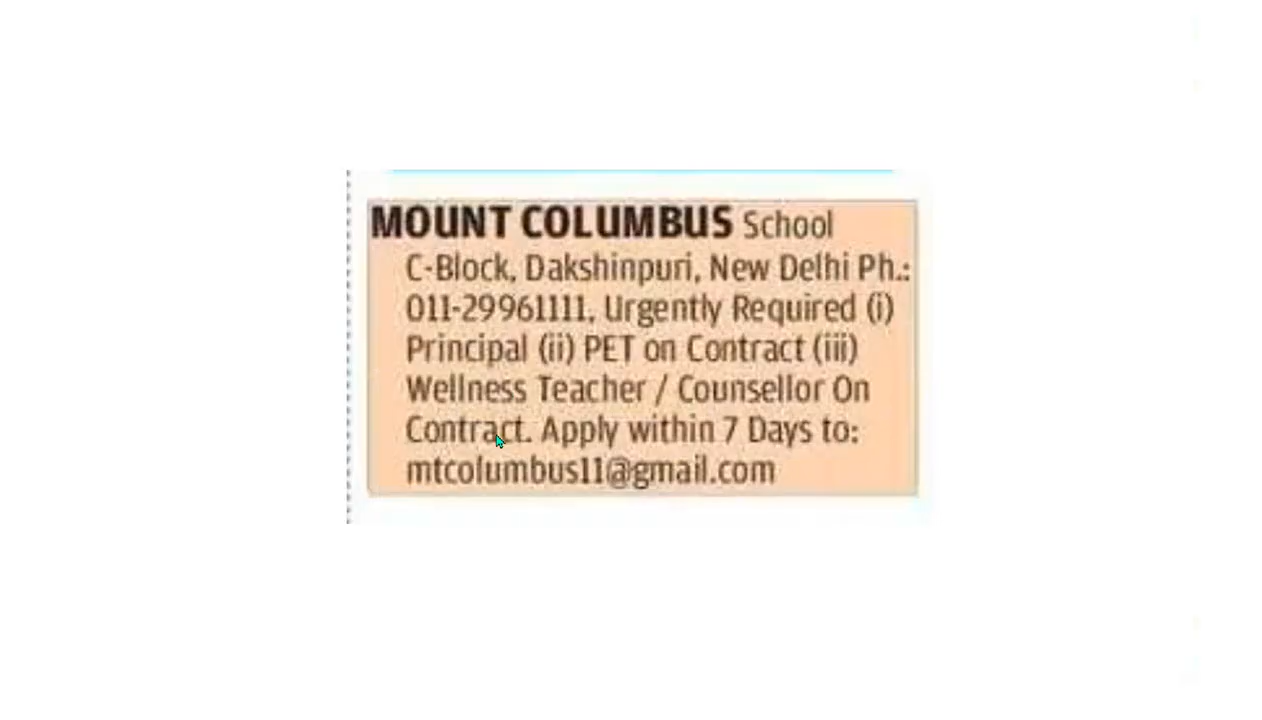 MOUNT COLUMBUS School
C-Block, Dakshinpuri, New Delhi Ph.:
011-29961111, Urgently Required (i)
Principal (ii) PET on Contract (iii)
Wellness Teacher / Counsellor On
Contract. Apply within 7 Days to:
mtcolumbus11@gmail.com